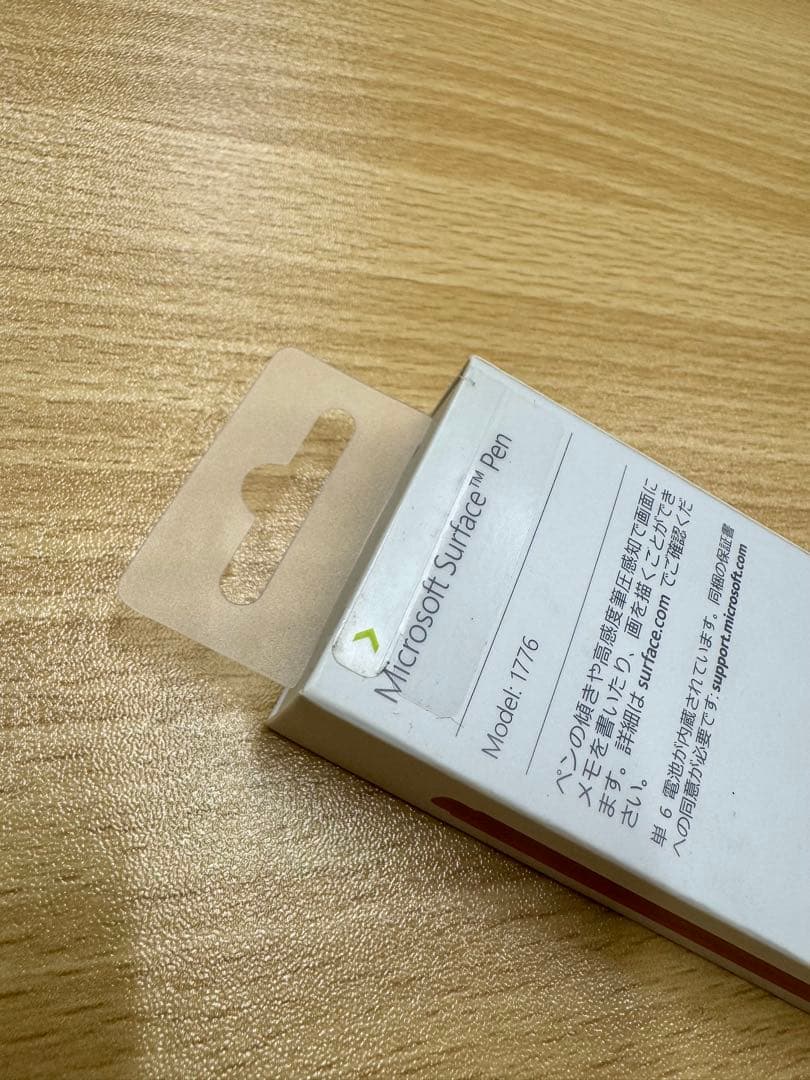 Microsoft Surface™ Pen
Model: 1776
ペンの傾きや高感度筆圧感知で画面に
メモを書いたり、画を描くことができ
ます。詳細は surface.com でご確認くだ
さい。
単 6 電池が内蔵されています。同梱の保証書
への同意が必要です: support.microsoft.com